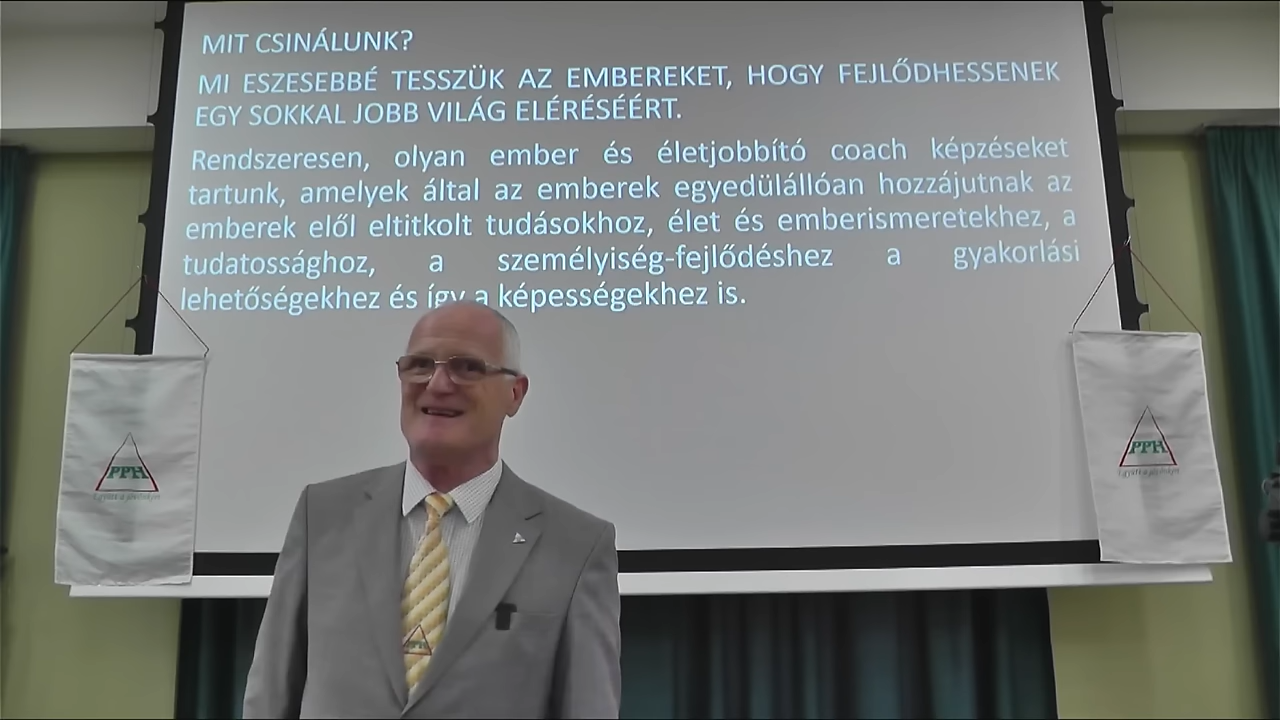 MIT CSINÁLUNK?
MI ESZESEBBÉ TESSZÜK AZ EMBEREKET, HOGY FEJLŐDHESSENEK
EGY SOKKAL JOBB VILÁG ELÉRÉSÉÉRT.
Rendszeresen, olyan ember és életjobbító coach képzéseket
tartunk, amelyek által az emberek egyedülállóan hozzájutnak az
emberek elől eltitkolt tudásokhoz, élet és emberismeretekhez, a
tudatossághoz, a személyiség-fejlődéshez a gyakorlási
lehetőségekhez és így a képességekhez is.
PPH
PPH
PPH